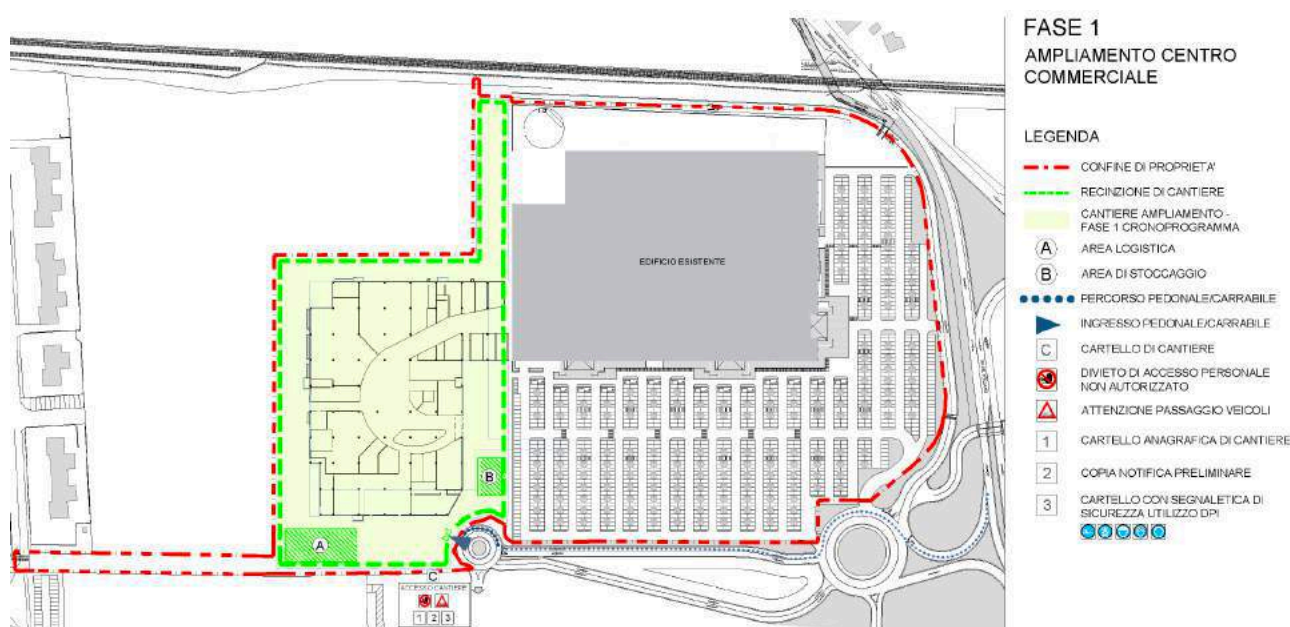 FASE 1
AMPLIAMENTO CENTRO
COMMERCIALE
LEGENDA
CONFINE DI PROPRIETA'
RECINZIONE DI CANTIERE
CANTIERE AMPLIAMENTO -
FASE 1 CRONOPROGRAMMA
A AREA LOGISTICA
B AREA DI STOCCAGGIO
PERCORSO PEDONALE/CARRABILE
INGRESSO PEDONALE/CARRABILE
C CARTELLO DI CANTIERE
DIVIETO DI ACCESSO PERSONALE
NON AUTORIZZATO
ATTENZIONE PASSAGGIO VEICOLI
1 CARTELLO ANAGRAFICA DI CANTIERE
2 COPIA NOTIFICA PRELIMINARE
3 CARTELLO CON SEGNALETICA DI
SICUREZZA UTILIZZO DPI
EDIFICIO ESISTENTE
B
A
C
ACCESSO CANTIERE
1 2 3